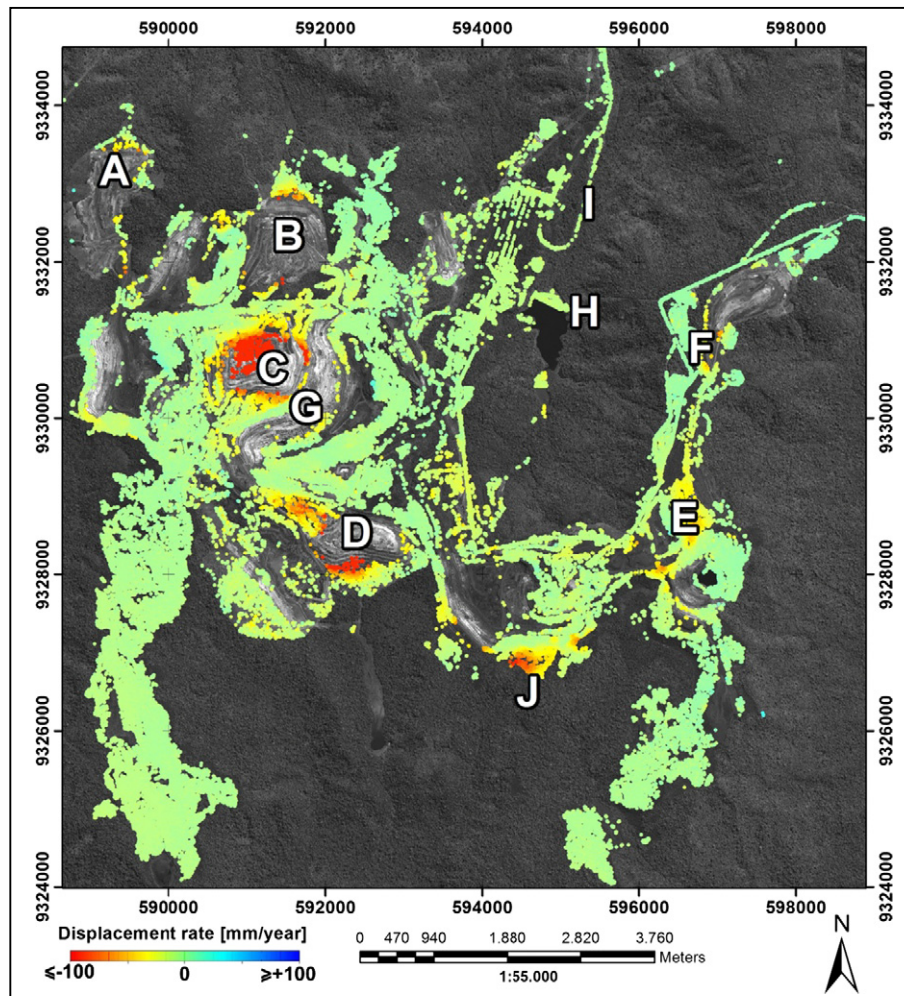 590000 592000 594000 596000 598000
9334000 9334000
A
B
I
9332000 9332000
H
F
C
G
9330000 9330000
E
D
9328000 9328000
J
9326000 9326000
9324000 9324000
590000 592000 594000 596000 598000
Displacement rate [mm/year]
≤-100 0 ≥+100
0 470 940 1.880 2.820 3.760
Meters
1:55.000
N